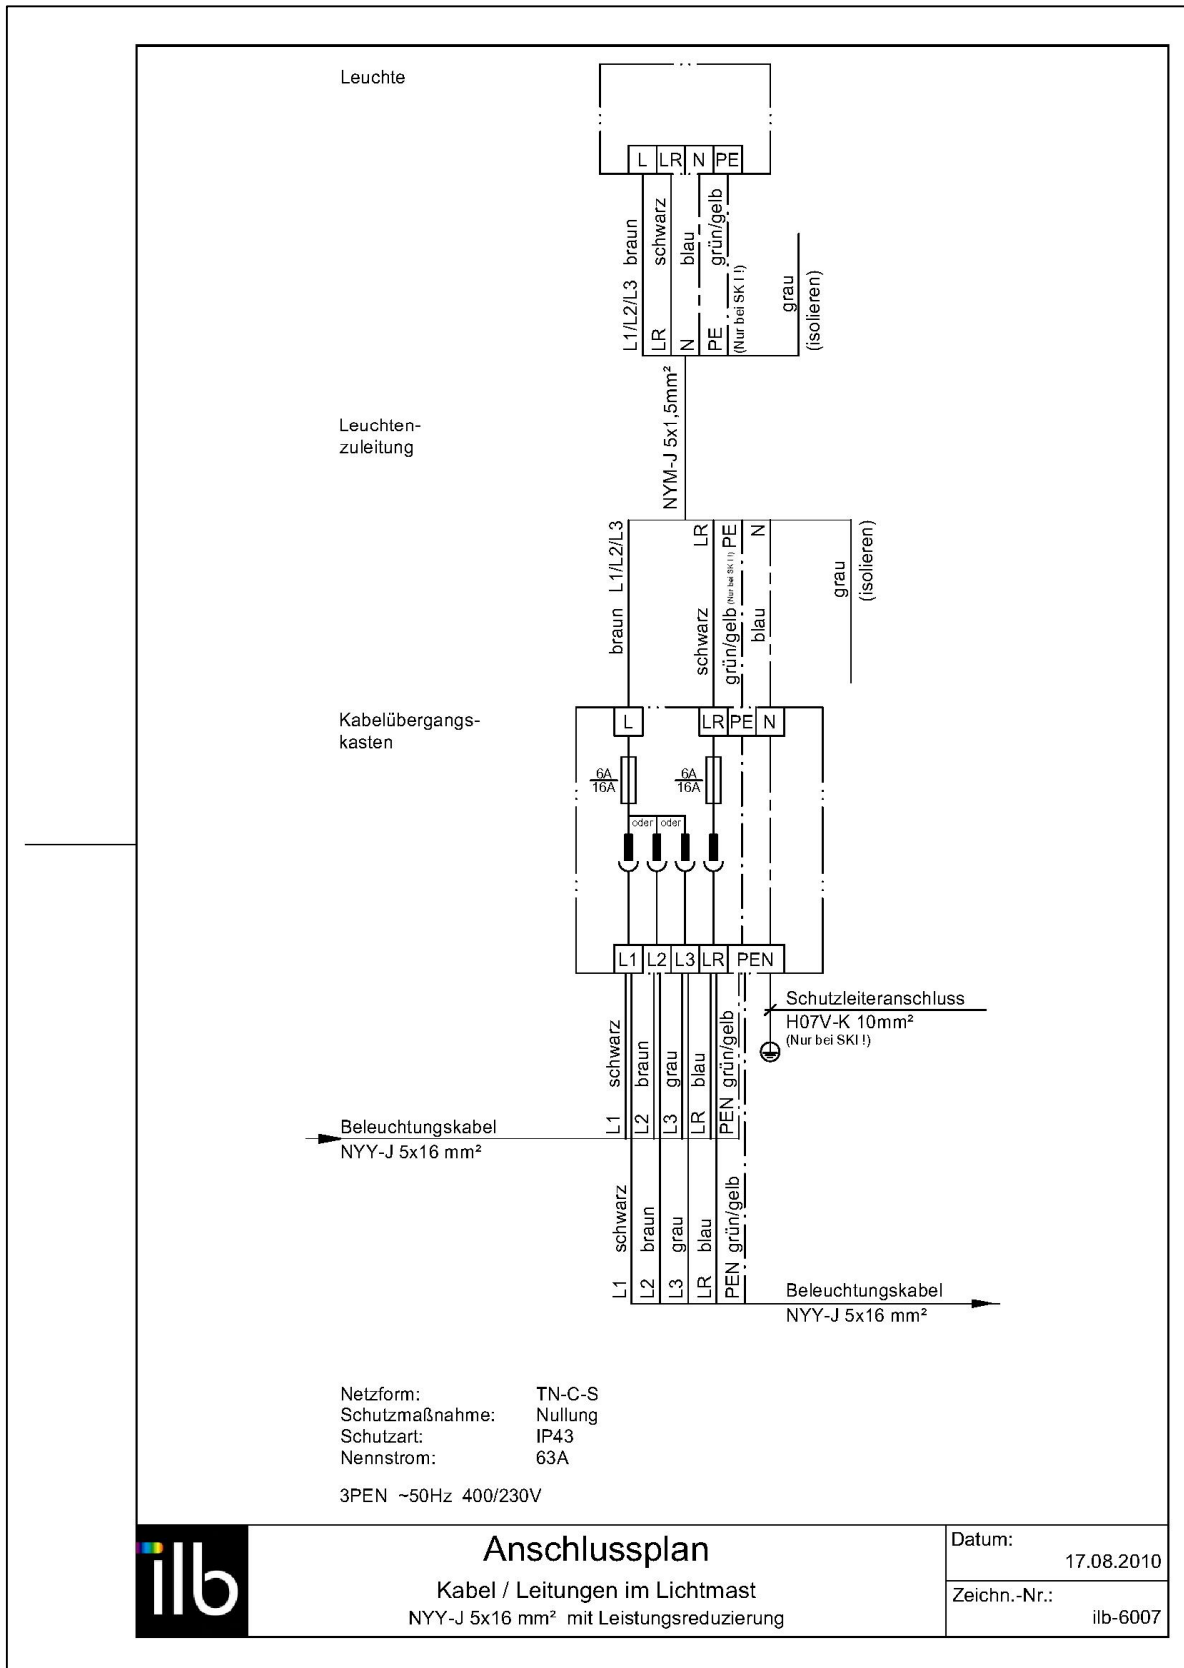 Leuchte
L LR N PE
L1/L2/L3 braun
LR schwarz
N blau
PE grün/gelb
(Nur bei SK I !)
grau
(isolieren)
Leuchten-
zuleitung
NYM-J 5x1,5mm²
braun L1/L2/L3
schwarz LR
grün/gelb (Nur bei SK I !) PE
blau N
grau
(isolieren)
Kabelübergangs-
kasten
L LR PE N
6A
16A
6A
16A
oder oder
L1 L2 L3 LR PEN
Schutzleiteranschluss
H07V-K 10mm²
(Nur bei SKI !)
L1 schwarz
L2 braun
L3 grau
LR blau
PEN grün/gelb
Beleuchtungskabel
NYY-J 5x16 mm²
L1 schwarz
L2 braun
L3 grau
LR blau
PEN grün/gelb
Beleuchtungskabel
NYY-J 5x16 mm²
Netzform: TN-C-S
Schutzmaßnahme: Nullung
Schutzart: IP43
Nennstrom: 63A
3PEN ~50Hz 400/230V
ilb
Anschlussplan
Kabel / Leitungen im Lichtmast
NYY-J 5x16 mm² mit Leistungsreduzierung
Datum:
17.08.2010
Zeichn.-Nr.:
ilb-6007